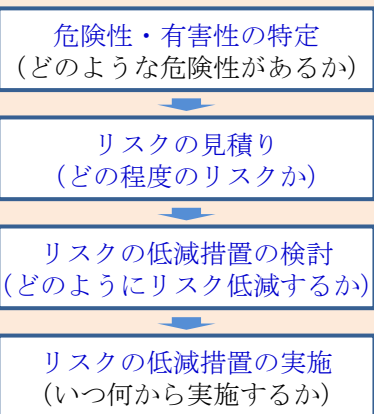 危険性・有害性の特定
（どのような危険性があるか）
リスクの見積り
（どの程度のリスクか）
リスクの低減措置の検討
（どのようにリスク低減するか）
リスクの低減措置の実施
（いつ何から実施するか）